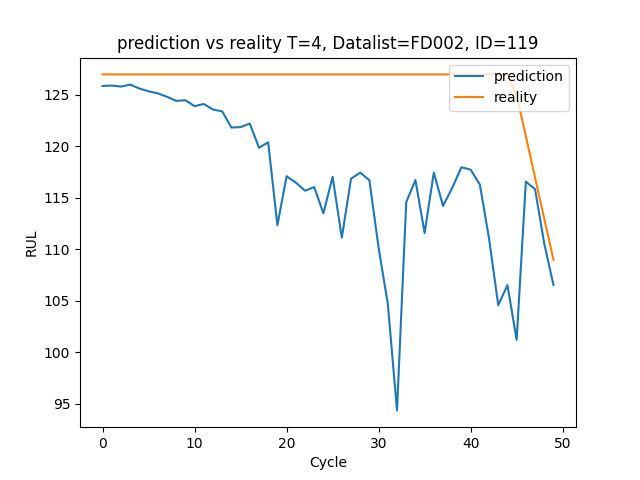 prediction vs reality T=4, Datalist=FD002, ID=119
prediction
reality
125
120
115
110
105
100
95
RUL
0 10 20 30 40 50
Cycle